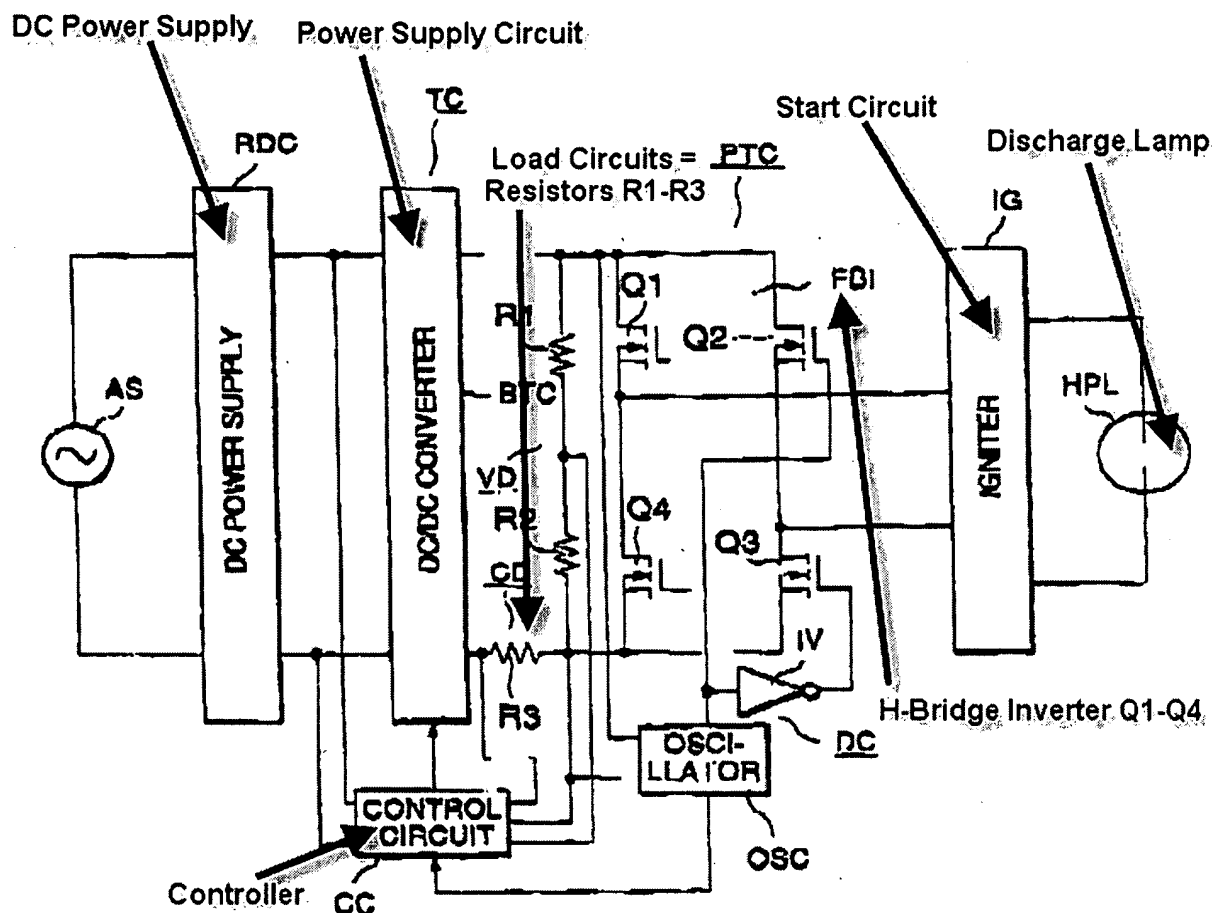 DC Power Supply
Power Supply Circuit
TC
RDC
Load Circuits = PTC
Resistors R1-R3
Start Circuit
Discharge Lamp
IG
AS
DC POWER SUPPLY
DC/DC CONVERTER
R1
BTC
VD
R2
CD
R3
Q1
Q2
FBI
Q4
Q3
IV
IGNITER
HPL
H-Bridge Inverter Q1-Q4
DC
OSCI-
LLATOR
OSC
CONTROL
CIRCUIT
Controller
CC